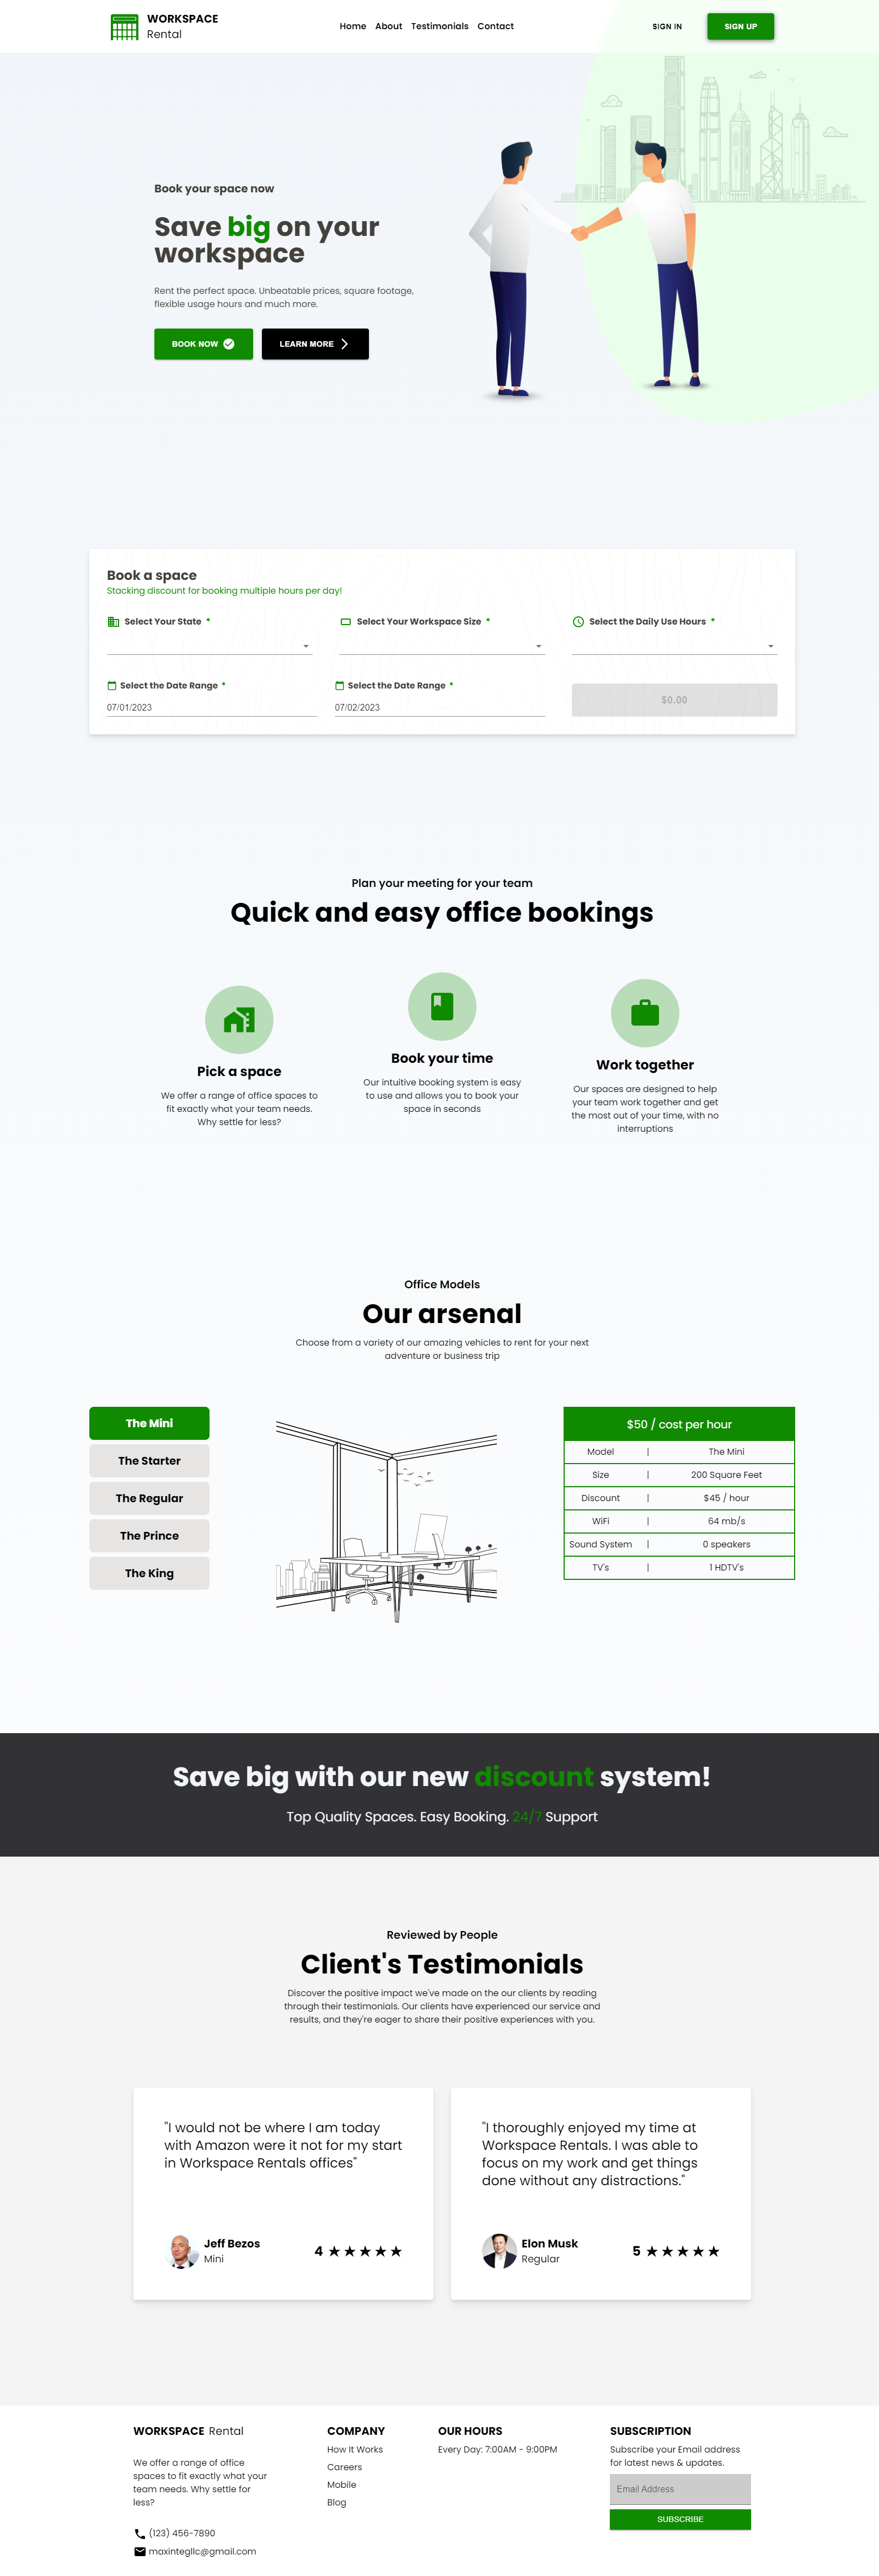 WORKSPACE
Rental
Home About Testimonials Contact
SIGN IN
SIGN UP
Book your space now
Save big on your
workspace
Rent the perfect space. Unbeatable prices, square footage,
flexible usage hours and much more.
BOOK NOW
LEARN MORE
Book a space
Stacking discount for booking multiple hours per day!
Select Your State *
Select Your Workspace Size *
Select the Daily Use Hours *
Select the Date Range *
07/01/2023
Select the Date Range *
07/02/2023
$0.00
Plan your meeting for your team
Quick and easy office bookings
Pick a space
We offer a range of office spaces to
fit exactly what your team needs.
Why settle for less?
Book your time
Our intuitive booking system is easy
to use and allows you to book your
space in seconds
Work together
Our spaces are designed to help
your team work together and get
the most out of your time, with no
interruptions
Office Models
Our arsenal
Choose from a variety of our amazing vehicles to rent for your next
adventure or business trip
The Mini
The Starter
The Regular
The Prince
The King
$50 / cost per hour
Model | The Mini
Size | 200 Square Feet
Discount | $45 / hour
WiFi | 64 mb/s
Sound System | 0 speakers
TV's | 1 HDTV's
Save big with our new discount system!
Top Quality Spaces. Easy Booking. 24/7 Support
Reviewed by People
Client's Testimonials
Discover the positive impact we've made on the our clients by reading
through their testimonials. Our clients have experienced our service and
results, and they're eager to share their positive experiences with you.
"I would not be where I am today
with Amazon were it not for my start
in Workspace Rentals offices"
Jeff Bezos
Mini
4 ★★★★★
"I thoroughly enjoyed my time at
Workspace Rentals. I was able to
focus on my work and get things
done without any distractions."
Elon Musk
Regular
5 ★★★★★
WORKSPACE Rental
We offer a range of office
spaces to fit exactly what your
team needs. Why settle for
less?
(123) 456-7890
maxintegllc@gmail.com
COMPANY
How It Works
Careers
Mobile
Blog
OUR HOURS
Every Day: 7:00AM - 9:00PM
SUBSCRIPTION
Subscribe your Email address
for latest news & updates.
Email Address
SUBSCRIBE